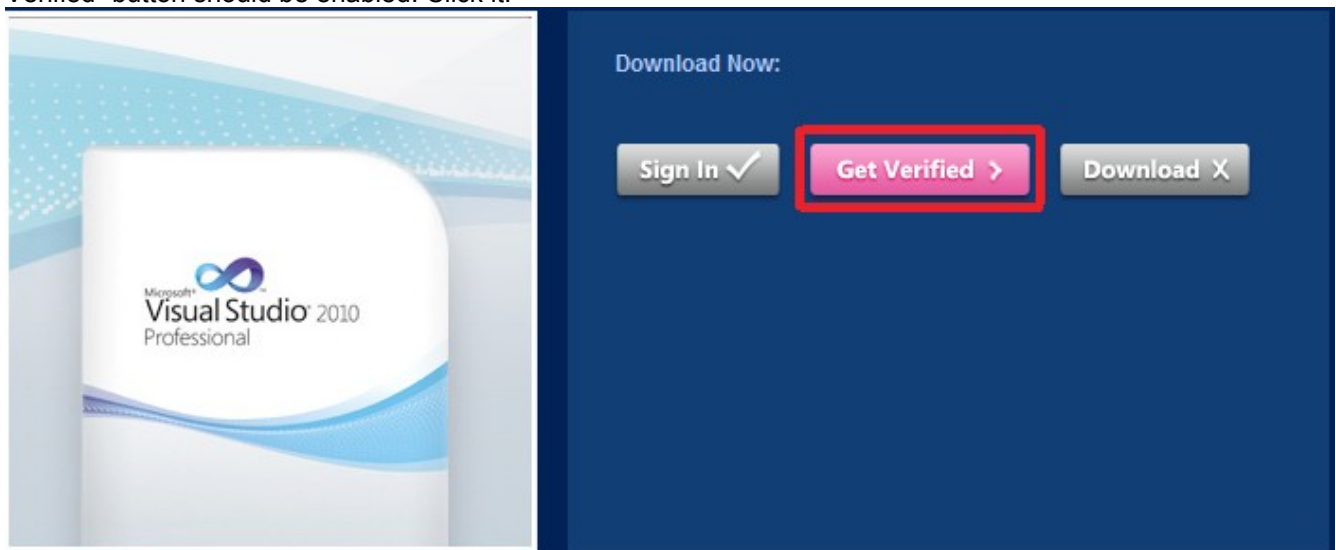 Verified" button should be enabled. Click it.
Download Now:
Sign In ✓
Get Verified >
Download X
Microsoft®
Visual Studio® 2010
Professional